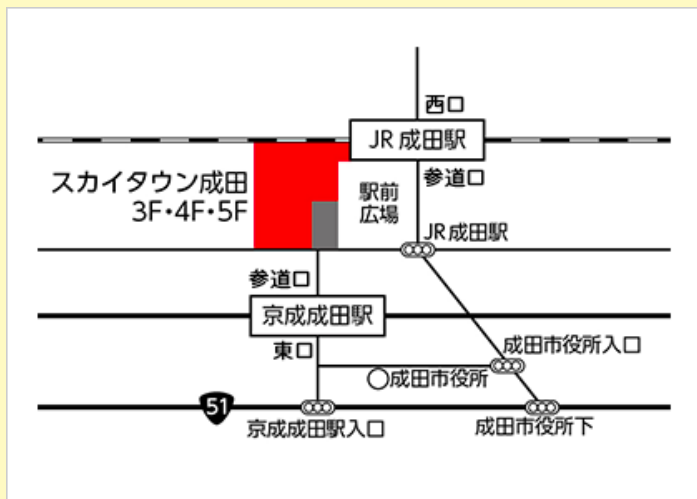 西口
JR成田駅
参道口
スカイタウン成田
3F・4F・5F
駅前
広場
JR成田駅
参道口
京成成田駅
東口
成田市役所入口
成田市役所
51
京成成田駅入口
成田市役所下